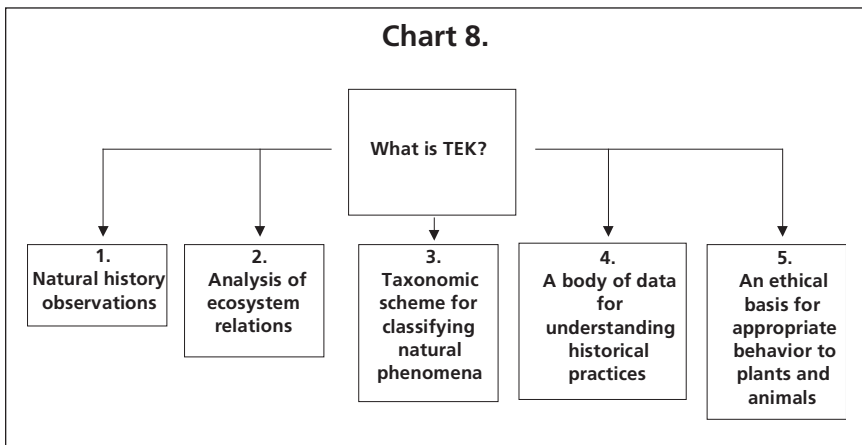 Chart 8.
What is TEK?
1.
Natural history
observations
2.
Analysis of
ecosystem
relations
3.
Taxonomic
scheme for
classifying
natural
phenomena
4.
A body of data
for
understanding
historical
practices
5.
An ethical
basis for
appropriate
behavior to
plants and
animals